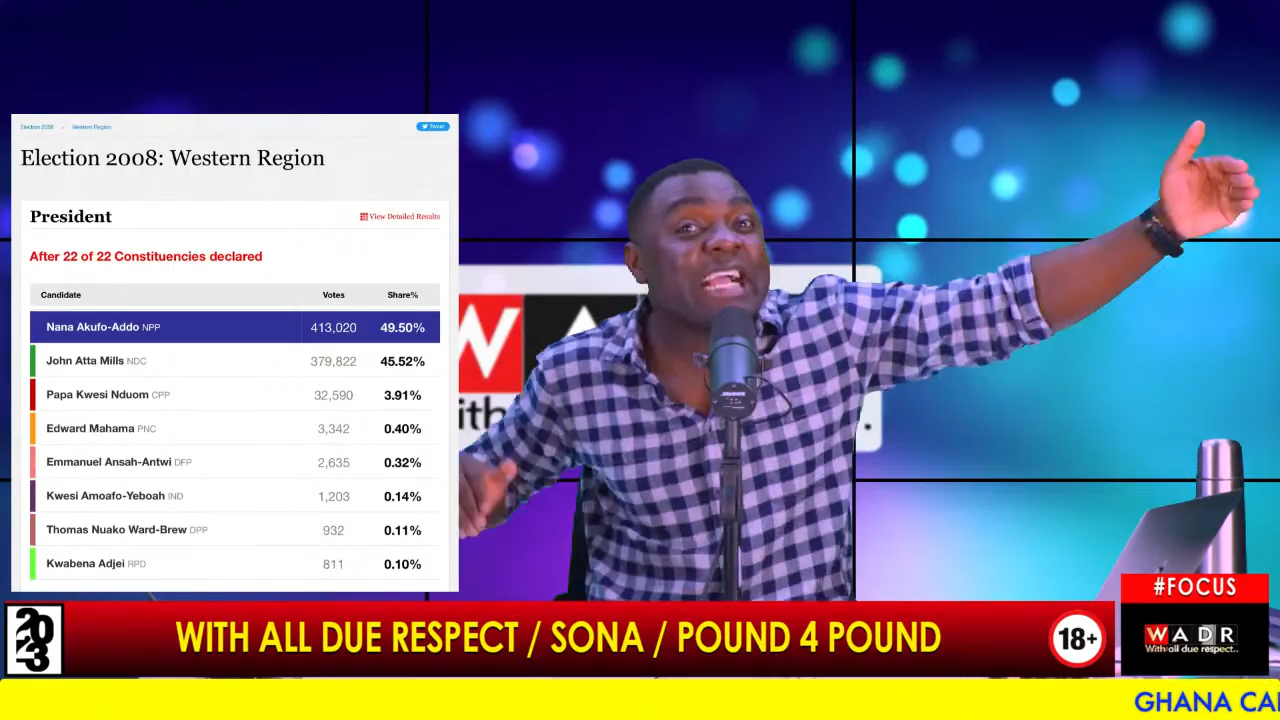 Election 2008 Western Region
Tweet
Election 2008: Western Region
President
View Detailed Results
After 22 of 22 Constituencies declared
Candidate Votes Share%
Nana Akufo-Addo NPP 413,020 49.50%
John Atta Mills NDC 379,822 45.52%
Papa Kwesi Nduom CPP 32,590 3.91%
Edward Mahama PNC 3,342 0.40%
Emmanuel Ansah-Antwi DFP 2,635 0.32%
Kwesi Amoafo-Yeboah IND 1,203 0.14%
Thomas Nuako Ward-Brew DPP 932 0.11%
Kwabena Adjei RPD 811 0.10%
W
2023
WITH ALL DUE RESPECT / SONA / POUND 4 POUND
18+
#FOCUS
WADR
With all due respect..
GHANA